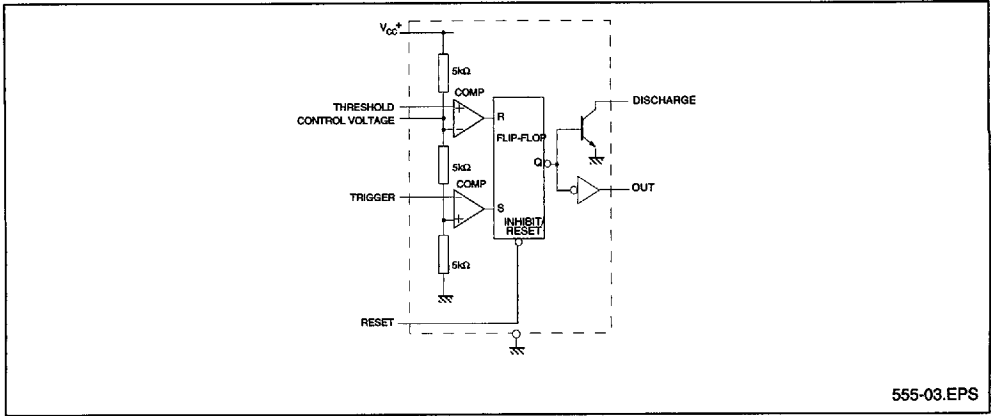 Vcc+
5kΩ
COMP
THRESHOLD
+
DISCHARGE
CONTROL VOLTAGE
-
R
FLIP-FLOP
5kΩ
Q
COMP
TRIGGER
-
OUT
+
S
INHIBIT/
RESET
5kΩ
RESET
555-03.EPS